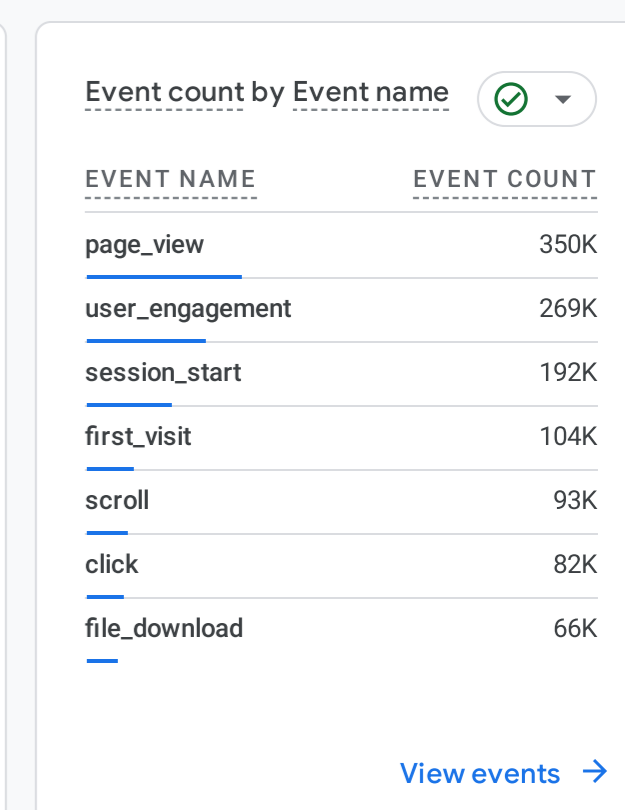 Event count by Event name
EVENT NAME EVENT COUNT
page_view 350K
user_engagement 269K
session_start 192K
first_visit 104K
scroll 93K
click 82K
file_download 66K
View events